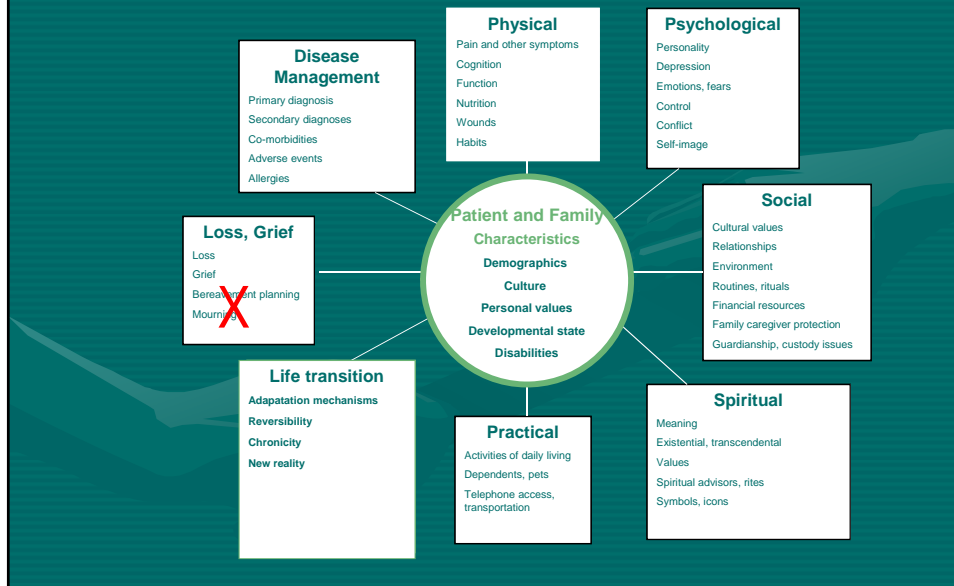 Physical
Pain and other symptoms
Cognition
Function
Nutrition
Wounds
Habits
Psychological
Personality
Depression
Emotions, fears
Control
Conflict
Self-image
Disease
Management
Primary diagnosis
Secondary diagnoses
Co-morbidities
Adverse events
Allergies
Social
Cultural values
Relationships
Environment
Routines, rituals
Financial resources
Family caregiver protection
Guardianship, custody issues
Patient and Family
Characteristics
Demographics
Culture
Personal values
Developmental state
Disabilities
Loss, Grief
Loss
Grief
Bereavement planning
Mourning
X
Life transition
Adapatation mechanisms
Reversibility
Chronicity
New reality
Practical
Activities of daily living
Dependents, pets
Telephone access,
transportation
Spiritual
Meaning
Existential, transcendental
Values
Spiritual advisors, rites
Symbols, icons